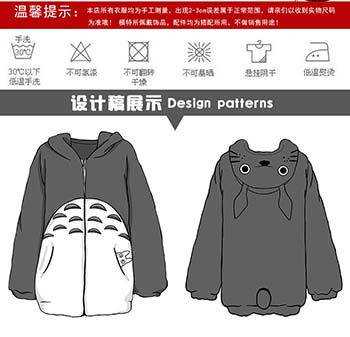 温馨提示：
本店所有衣服均为手工测量，出现2-3cm误差属于正常范围，请亲们以收到实物尺码
为准哦！ 模特所佩戴饰品、配件均为搭配所用，不做销售用途！
手洗
30℃
30℃以下
低温手洗
不可氯漂
不可翻转
干燥
不可暴晒
悬挂阴干
低温熨烫
设计稿展示 Design patterns